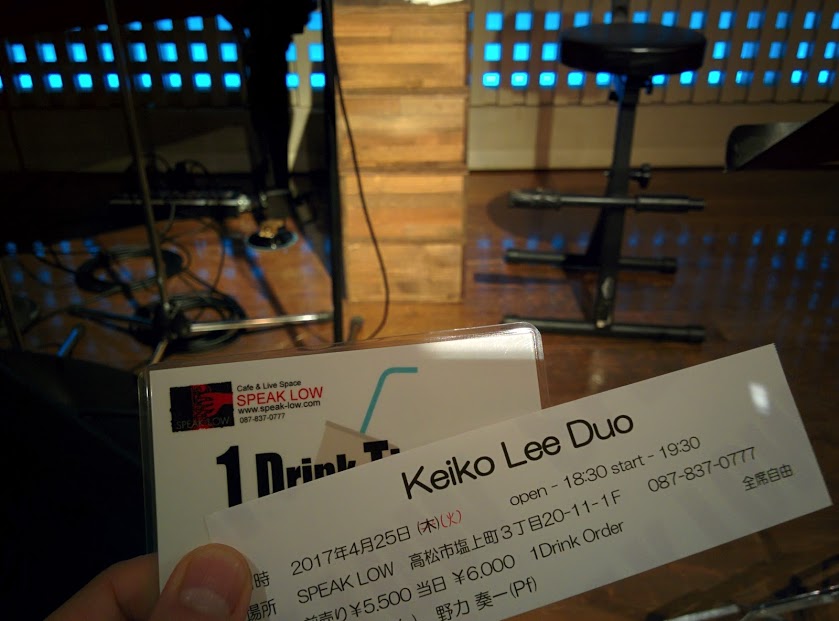 Cafe & Live Space
SPEAK LOW
www.speak-low.com
087-837-0777
SPEAK LOW
1 Drink
Keiko Lee Duo
open - 18:30 start - 19:30
時 2017年4月25日 (木)(火) 087-837-0777
場所 SPEAK LOW 高松市塩上町3丁目20-11-1F 全席自由
前売り¥5.500 当日 ¥6.000 1Drink Order
野力 奏一(Pf)